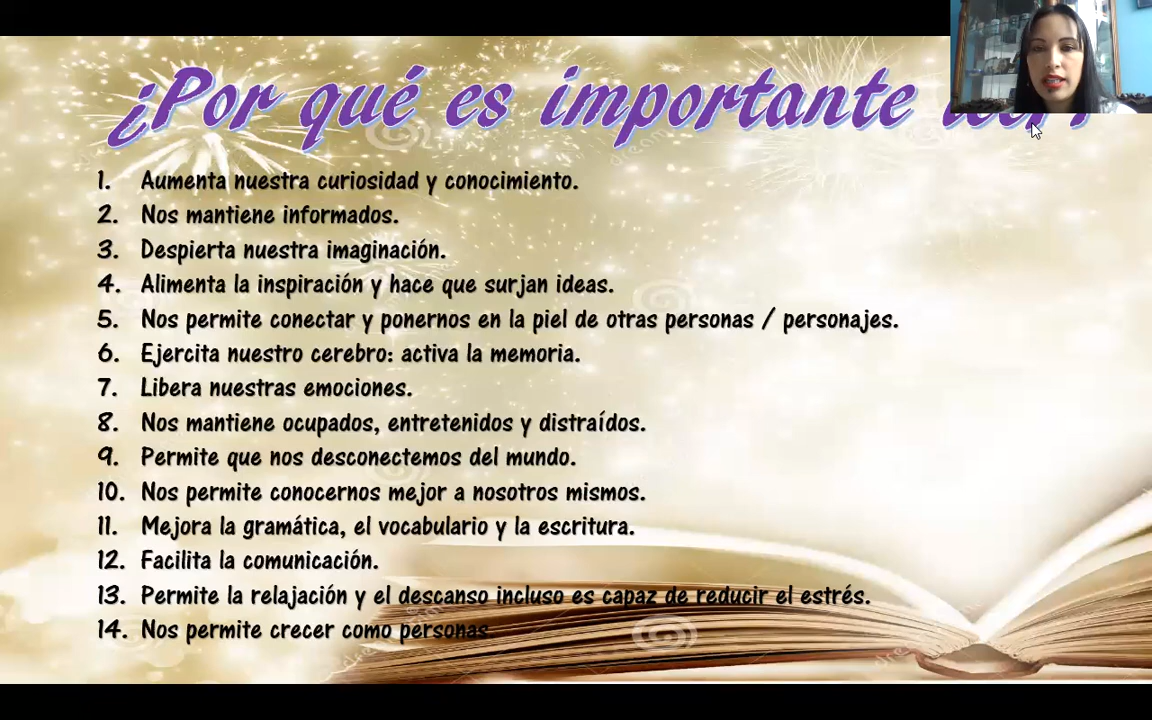 ¿Por qué es importante leer?
1. Aumenta nuestra curiosidad y conocimiento.
2. Nos mantiene informados.
3. Despierta nuestra imaginación.
4. Alimenta la inspiración y hace que surjan ideas.
5. Nos permite conectar y ponernos en la piel de otras personas / personajes.
6. Ejercita nuestro cerebro: activa la memoria.
7. Libera nuestras emociones.
8. Nos mantiene ocupados, entretenidos y distraídos.
9. Permite que nos desconectemos del mundo.
10. Nos permite conocernos mejor a nosotros mismos.
11. Mejora la gramática, el vocabulario y la escritura.
12. Facilita la comunicación.
13. Permite la relajación y el descanso incluso es capaz de reducir el estrés.
14. Nos permite crecer como personas